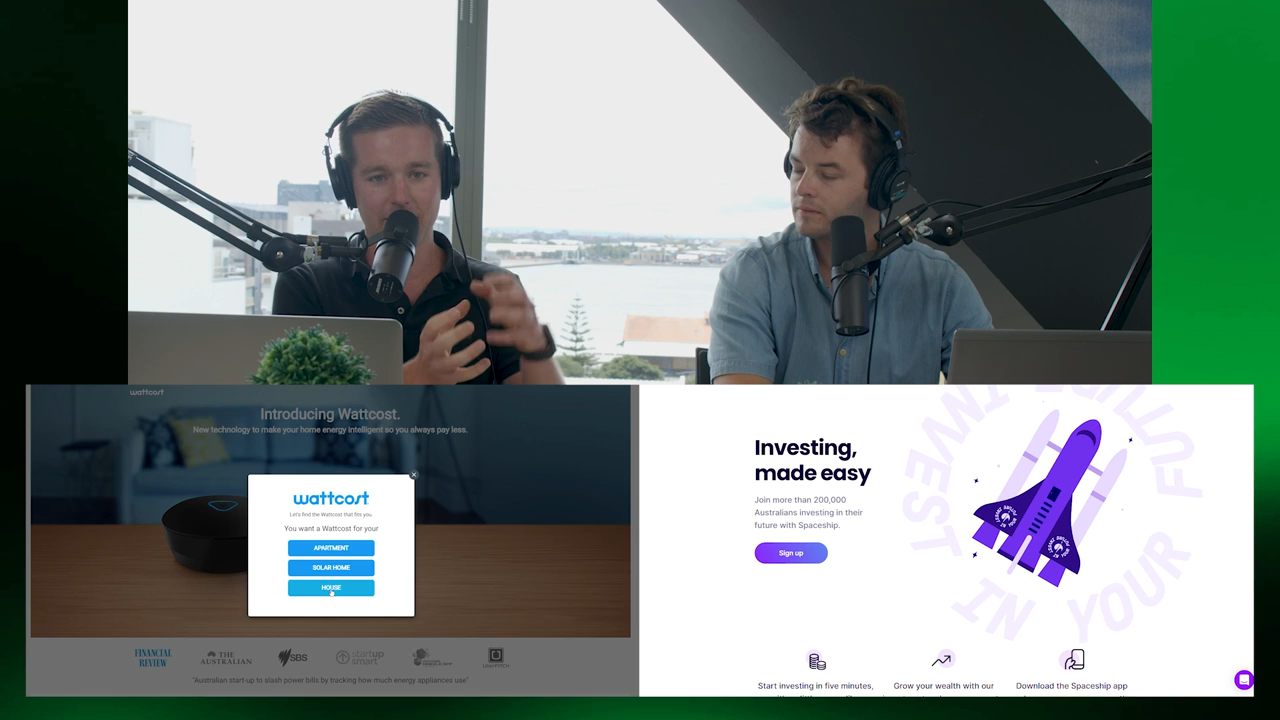 wattcost
Introducing Wattcost.
New technology to make your home energy intelligent so you always pay less.
wattcost
Let's find the Wattcost that fits you.
You want a Wattcost for your
APARTMENT
SOLAR HOME
HOUSE
FINANCIAL
REVIEW
THE
AUSTRALIAN
SBS
startup
smart
"Australian start-up to slash power bills by tracking how much energy appliances use"
Investing,
made easy
Join more than 200,000
Australians investing in their
future with Spaceship.
Sign up
INVEST IN YOUR FUTURE
Start investing in five minutes,
Grow your wealth with our
Download the Spaceship app